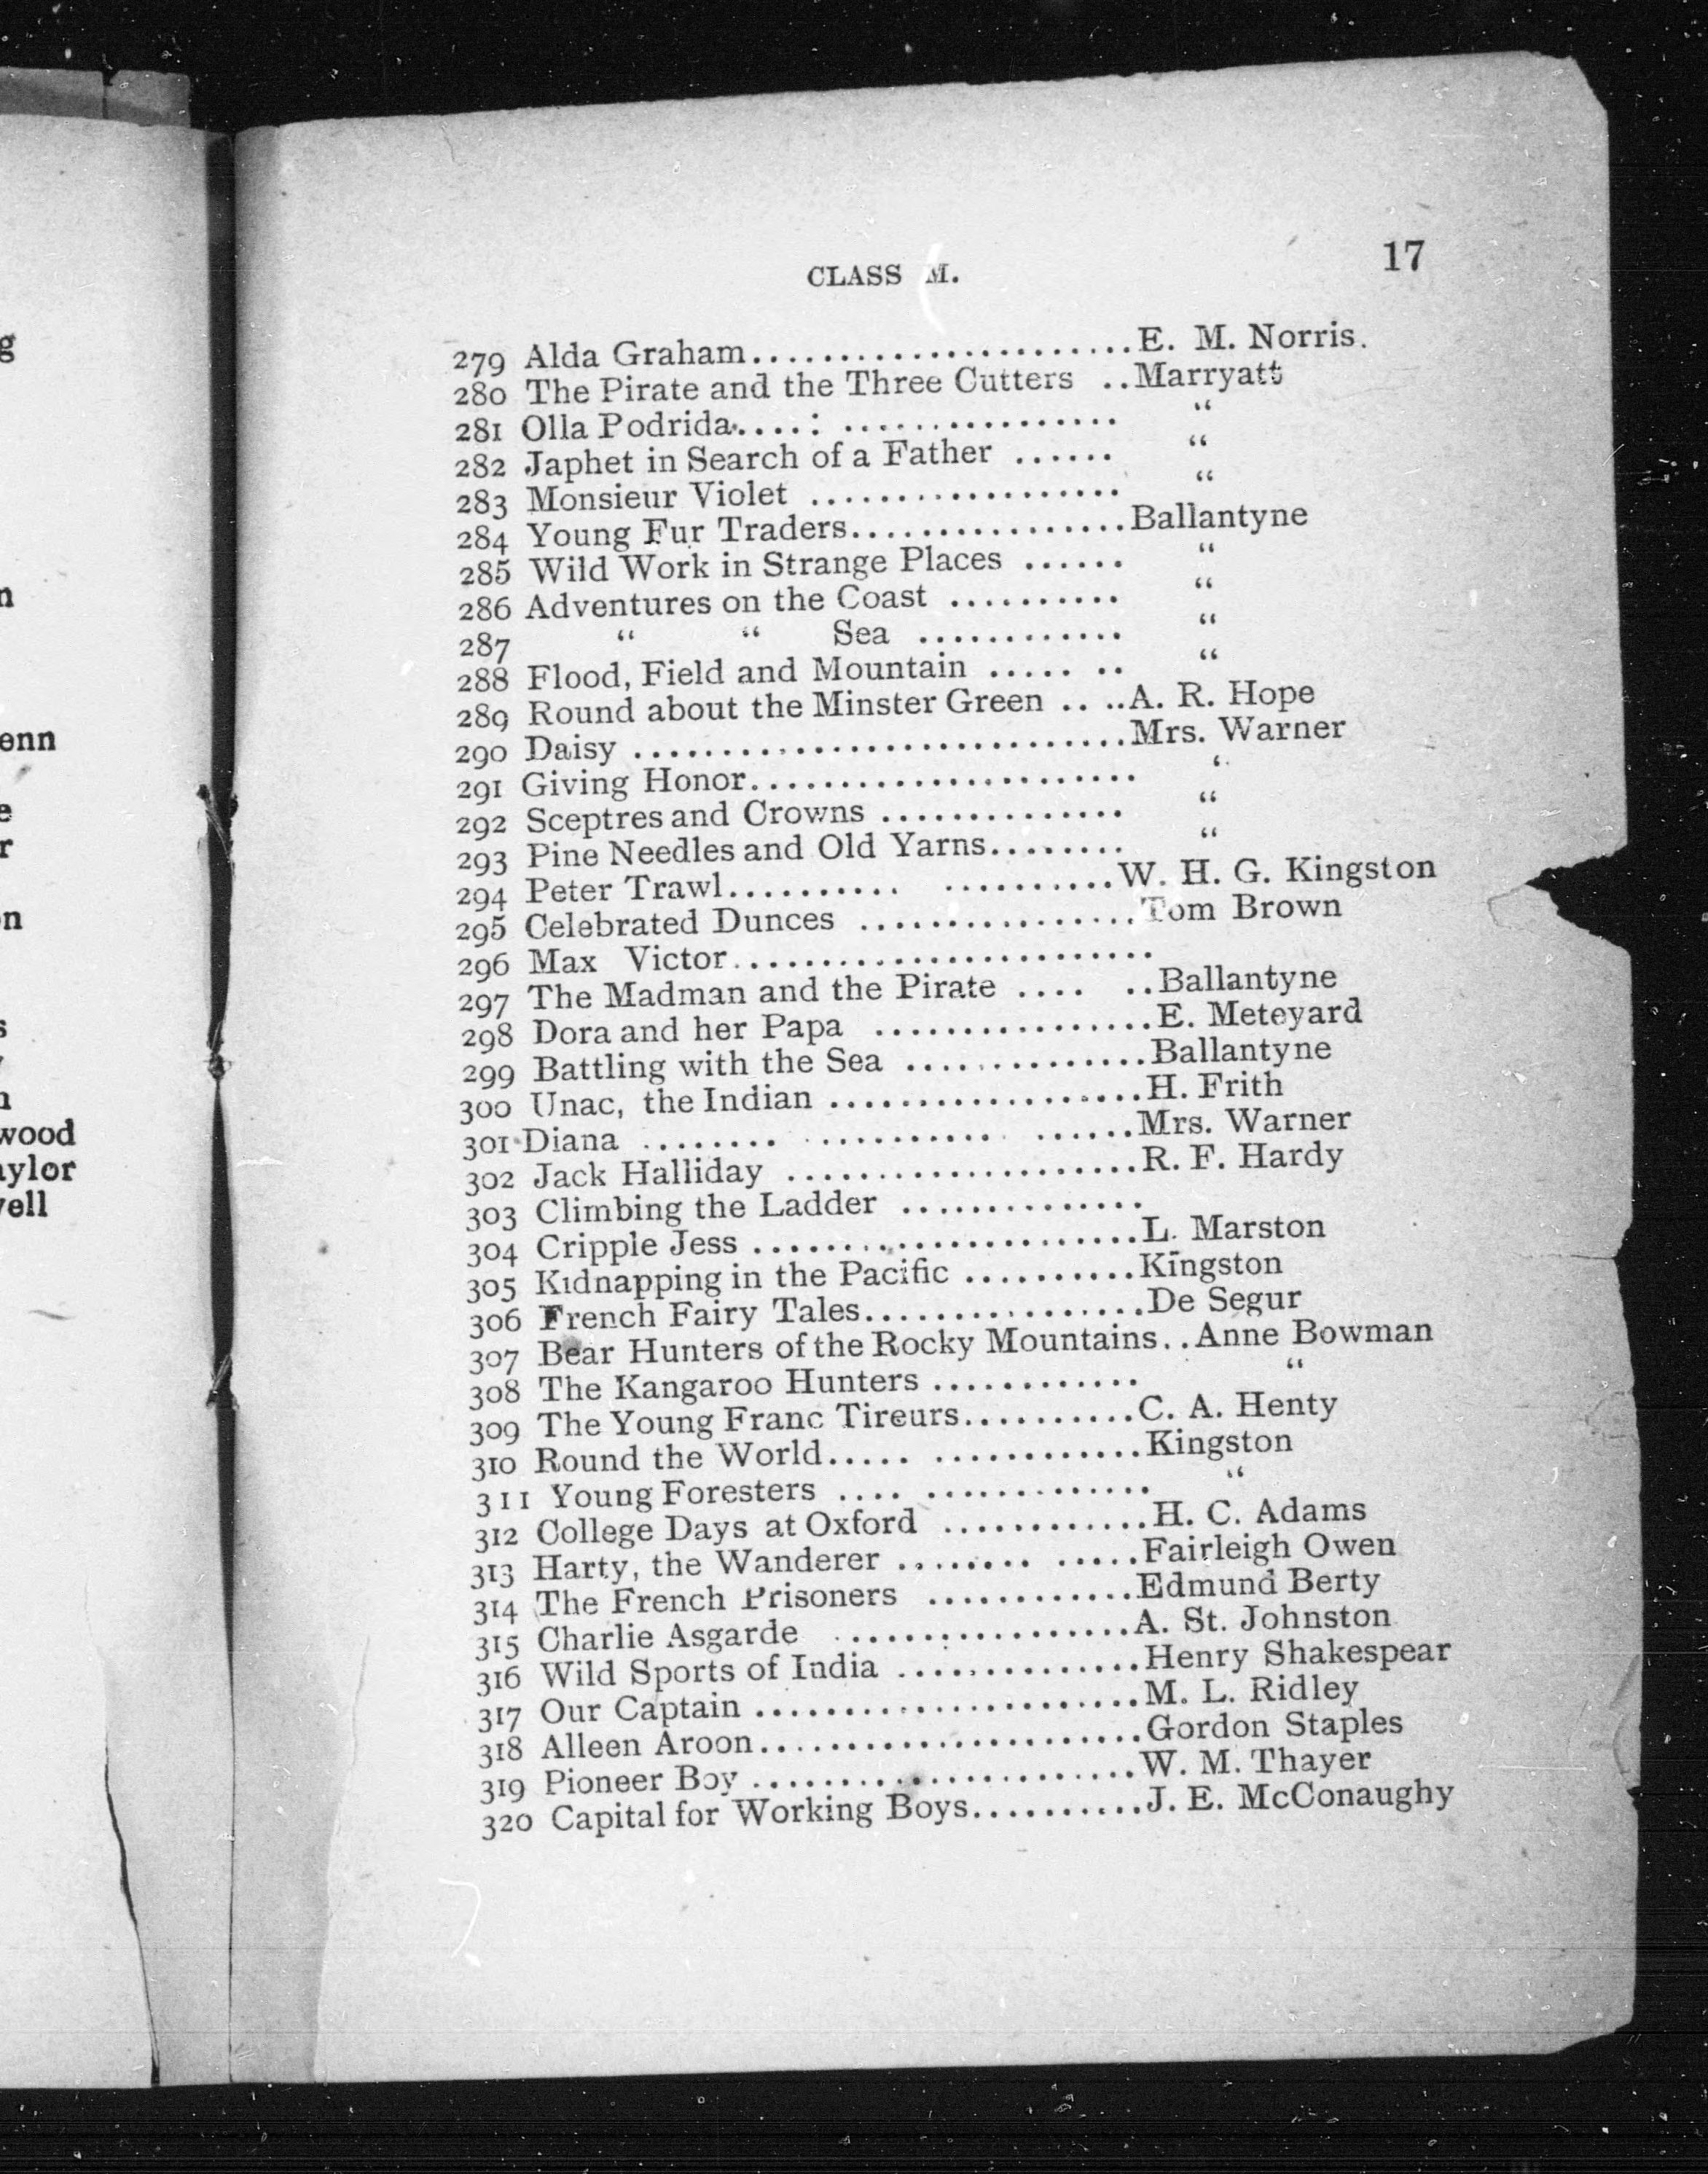 g
n
enn
e
r
on
s
wood
aylor
vell
17
CLASS M.
279 Alda Graham..........................E. M. Norris.
280 The Pirate and the Three Cutters ..Marryatt
281 Olla Podrida....: ................... “
282 Japhet in Search of a Father ...... “
283 Monsieur Violet .................. “
284 Young Fur Traders.................Ballantyne
285 Wild Work in Strange Places ...... “
286 Adventures on the Coast .......... “
287 “ “ Sea ............ “
288 Flood, Field and Mountain ..... .. “
289 Round about the Minster Green .. ..A. R. Hope
290 Daisy ............................Mrs. Warner
291 Giving Honor...................... “
292 Sceptres and Crowns .............. “
293 Pine Needles and Old Yarns........ “
294 Peter Trawl.......... ..........W. H. G. Kingston
295 Celebrated Dunces ................Tom Brown
296 Max Victor........................
297 The Madman and the Pirate .... ..Ballantyne
298 Dora and her Papa ................E. Meteyard
299 Battling with the Sea ..............Ballantyne
300 Unac, the Indian ..................H. Frith
301 Diana ........ ........... ......Mrs. Warner
302 Jack Halliday ....................R. F. Hardy
303 Climbing the Ladder ..............
304 Cripple Jess ......................L. Marston
305 Kidnapping in the Pacific ..........Kingston
306 French Fairy Tales................De Segur
307 Bear Hunters of the Rocky Mountains..Anne Bowman
308 The Kangaroo Hunters ............ “
309 The Young Franc Tireurs..........C. A. Henty
310 Round the World..... ............Kingston
311 Young Foresters .... ............. “
312 College Days at Oxford ............H. C. Adams
313 Harty, the Wanderer ........ .....Fairleigh Owen
314 The French Prisoners ............Edmund Berty
315 Charlie Asgarde .................A. St. Johnston
316 Wild Sports of India ..............Henry Shakespear
317 Our Captain ......................M. L. Ridley
318 Alleen Aroon......................Gordon Staples
319 Pioneer Boy ......................W. M. Thayer
320 Capital for Working Boys..........J. E. McConaughy